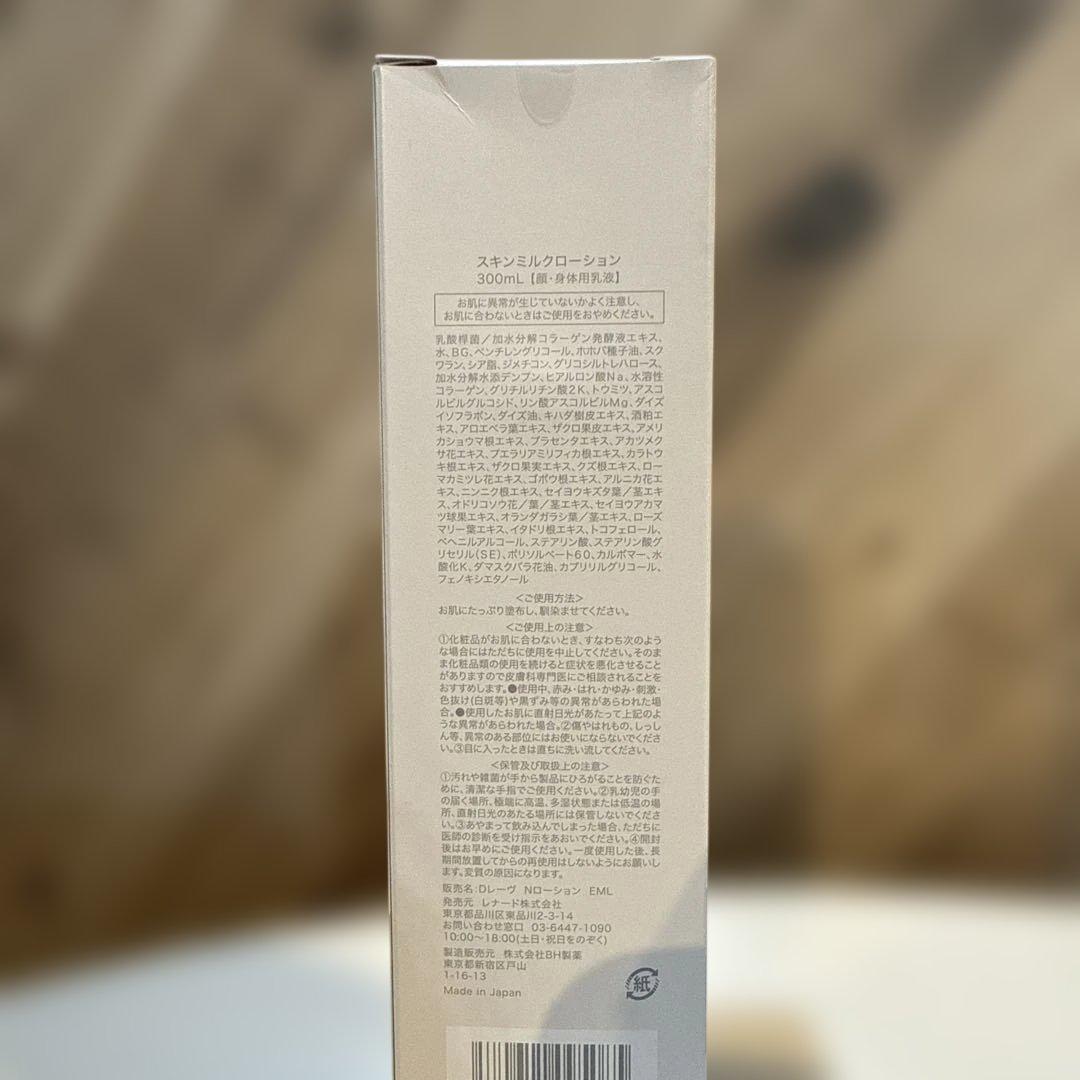 スキンミルクローション
300mL【顔・身体用乳液】
お肌に異常が生じていないかよく注意し、
お肌に合わないときはご使用をおやめください。
乳酸桿菌／加水分解コラーゲン発酵液エキス、
水、BG、ペンチレングリコール、ホホバ種子油、スク
ワラン、シア脂、ジメチコン、グリコシルトレハロース、
加水分解水添デンプン、ヒアルロン酸Na、水溶性
コラーゲン、グリチルリチン酸2K、トウミツ、アスコ
ルビルグルコシド、リン酸アスコルビルMg、ダイズ
イソフラボン、ダイズ油、キハダ樹皮エキス、酒粕エ
キス、アロエベラ葉エキス、ザクロ果皮エキス、アメリ
カショウマ根エキス、プラセンタエキス、アカツメク
サ花エキス、プエラリアミリフィカ根エキス、カラトウ
キ根エキス、ザクロ果実エキス、クズ根エキス、ロー
マカミツレ花エキス、ゴボウ根エキス、アルニカ花エ
キス、ニンニク根エキス、セイヨウキズタ葉／茎エキ
ス、オドリコソウ花／葉／茎エキス、セイヨウアカマ
ツ球果エキス、オランダガラシ葉／茎エキス、ローズ
マリー葉エキス、イタドリ根エキス、トコフェロール、
ベヘニルアルコール、ステアリン酸、ステアリン酸グ
リセリル（SE）、ポリソルベート60、カルボマー、水
酸化K、ダマスクバラ花油、カプリリルグリコール、
フェノキシエタノール
＜ご使用方法＞
お肌にたっぷり塗布し、馴染ませてください。
＜ご使用上の注意＞
①化粧品がお肌に合わないとき、すなわち次のよう
な場合にはただちに使用を中止してください。そのま
ま化粧品類の使用を続けると症状を悪化させること
がありますので皮膚科専門医にご相談されることを
おすすめします。●使用中、赤み・はれ・かゆみ・刺激・
色抜け(白斑等)や黒ずみ等の異常があらわれた場
合。●使用したお肌に直射日光があたって上記のよ
うな異常があらわれた場合。②傷やはれもの、しっし
ん等、異常のある部位にはお使いにならないでくださ
い。③目に入ったときは直ちに洗い流してください。
＜保管及び取扱上の注意＞
①汚れや雑菌が手から製品にひろがることを防ぐた
めに、清潔な手指でご使用ください。②乳幼児の手
の届く場所、極端に高温、多湿状態または低温の場
所、直射日光のあたる場所には保管しないでくださ
い。③あやまって飲み込んでしまった場合、ただちに
医師の診断を受け指示をあおいでください。④開封
後はお早めにご使用ください。一度使用した後、長
期間放置してからの再使用はしないようにお願いし
ます。変質の原因になります。
販売名：Dレーヴ Nローション EML
発売元 レナード株式会社
東京都品川区東品川2-3-14
お問い合わせ窓口 03-6447-1090
10:00〜18:00(土日・祝日をのぞく)
製造販売元 株式会社BH製薬
東京都新宿区戸山
1-16-13
Made in Japan
紙